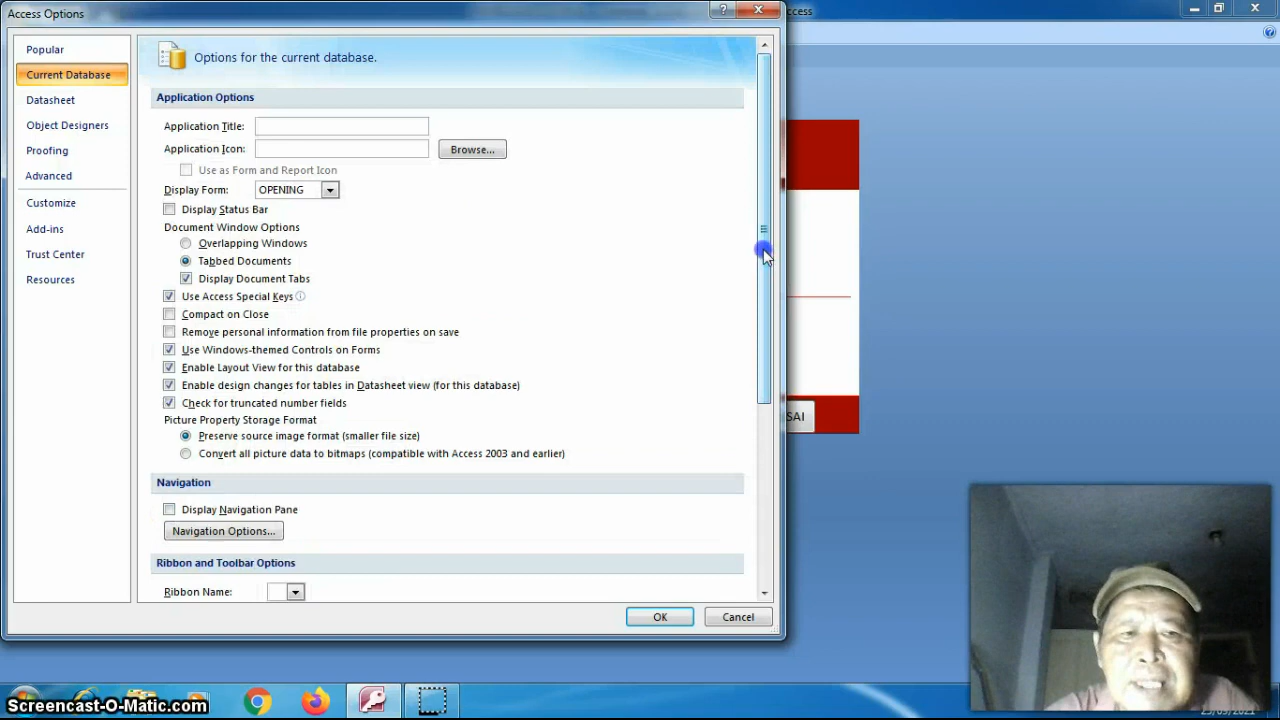 Access Options
ccess
Popular
Current Database
Datasheet
Object Designers
Proofing
Advanced
Customize
Add-ins
Trust Center
Resources
Options for the current database.
Application Options
Application Title:
Application Icon:
Browse...
Use as Form and Report Icon
Display Form:
OPENING
Display Status Bar
Document Window Options
Overlapping Windows
Tabbed Documents
Display Document Tabs
Use Access Special Keys
Compact on Close
Remove personal information from file properties on save
Use Windows-themed Controls on Forms
Enable Layout View for this database
Enable design changes for tables in Datasheet view (for this database)
Check for truncated number fields
Picture Property Storage Format
Preserve source image format (smaller file size)
Convert all picture data to bitmaps (compatible with Access 2003 and earlier)
Navigation
Display Navigation Pane
Navigation Options...
Ribbon and Toolbar Options
Ribbon Name:
OK
Cancel
SAI
Screencast-O-Matic.com